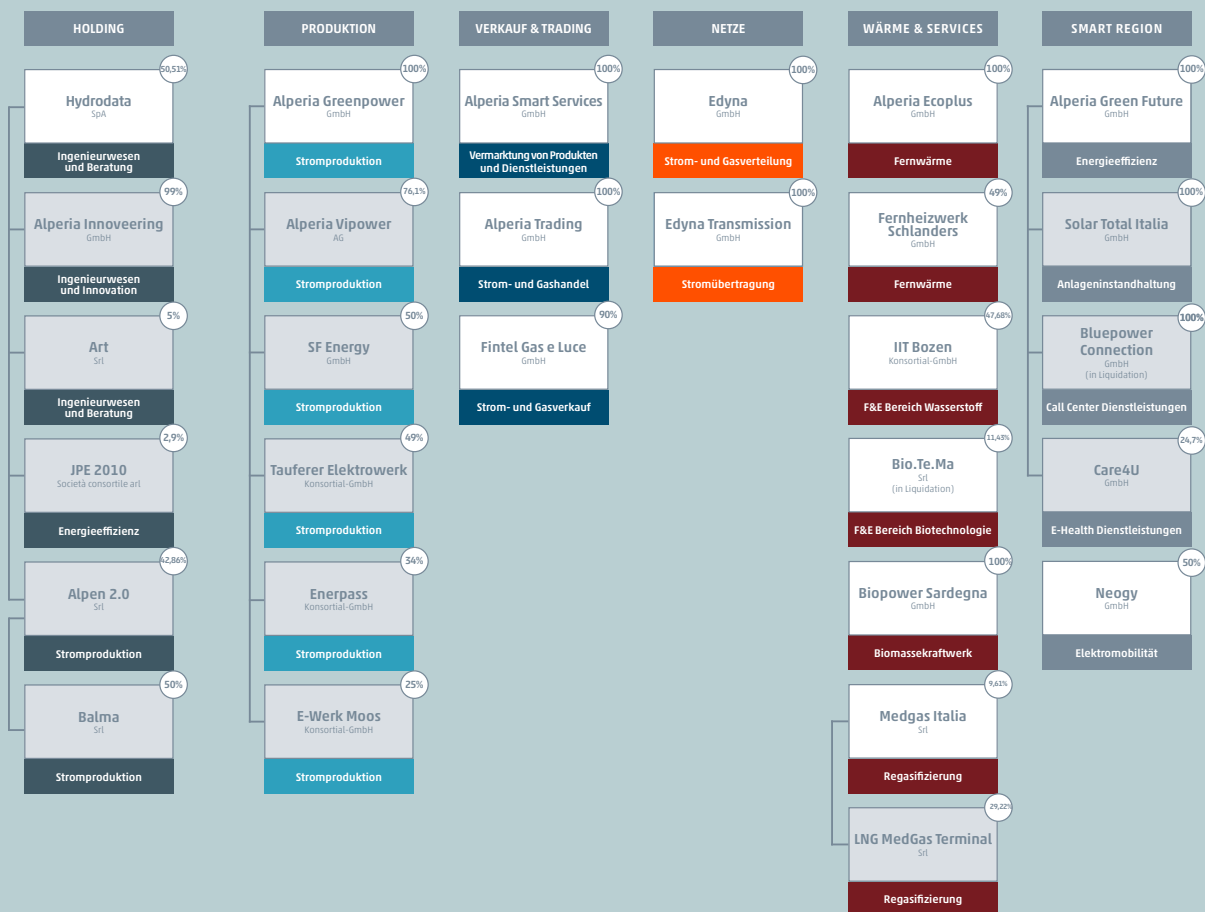 HOLDING
50,51%
Hydrodata
SpA
Ingenieurwesen
und Beratung
99%
Alperia Innoveering
GmbH
Ingenieurwesen
und Innovation
5%
Art
Srl
Ingenieurwesen
und Beratung
2,9%
JPE 2010
Società consortile arl
Energieeffizienz
42,86%
Alpen 2.0
Srl
Stromproduktion
50%
Balma
Srl
Stromproduktion
PRODUKTION
100%
Alperia Greenpower
GmbH
Stromproduktion
76,1%
Alperia Vipower
AG
Stromproduktion
50%
SF Energy
GmbH
Stromproduktion
49%
Tauferer Elektrowerk
Konsortial-GmbH
Stromproduktion
34%
Enerpass
Konsortial-GmbH
Stromproduktion
25%
E-Werk Moos
Konsortial-GmbH
Stromproduktion
VERKAUF & TRADING
100%
Alperia Smart Services
GmbH
Vermarktung von Produkten
und Dienstleistungen
100%
Alperia Trading
GmbH
Strom- und Gashandel
90%
Fintel Gas e Luce
GmbH
Strom- und Gasverkauf
NETZE
100%
Edyna
GmbH
Strom- und Gasverteilung
100%
Edyna Transmission
GmbH
Stromübertragung
WÄRME & SERVICES
100%
Alperia Ecoplus
GmbH
Fernwärme
49%
Fernheizwerk
Schlanders
GmbH
Fernwärme
47,68%
IIT Bozen
Konsortial-GmbH
F&E Bereich Wasserstoff
11,43%
Bio.Te.Ma
Srl
(in Liquidation)
F&E Bereich Biotechnologie
100%
Biopower Sardegna
GmbH
Biomassekraftwerk
9,61%
Medgas Italia
Srl
Regasifizierung
29,22%
LNG MedGas Terminal
Srl
Regasifizierung
SMART REGION
100%
Alperia Green Future
GmbH
Energieeffizienz
100%
Solar Total Italia
GmbH
Anlageninstandhaltung
100%
Bluepower
Connection
GmbH
(in Liquidation)
Call Center Dienstleistungen
24,7%
Care4U
GmbH
E-Health Dienstleistungen
50%
Neogy
GmbH
Elektromobilität